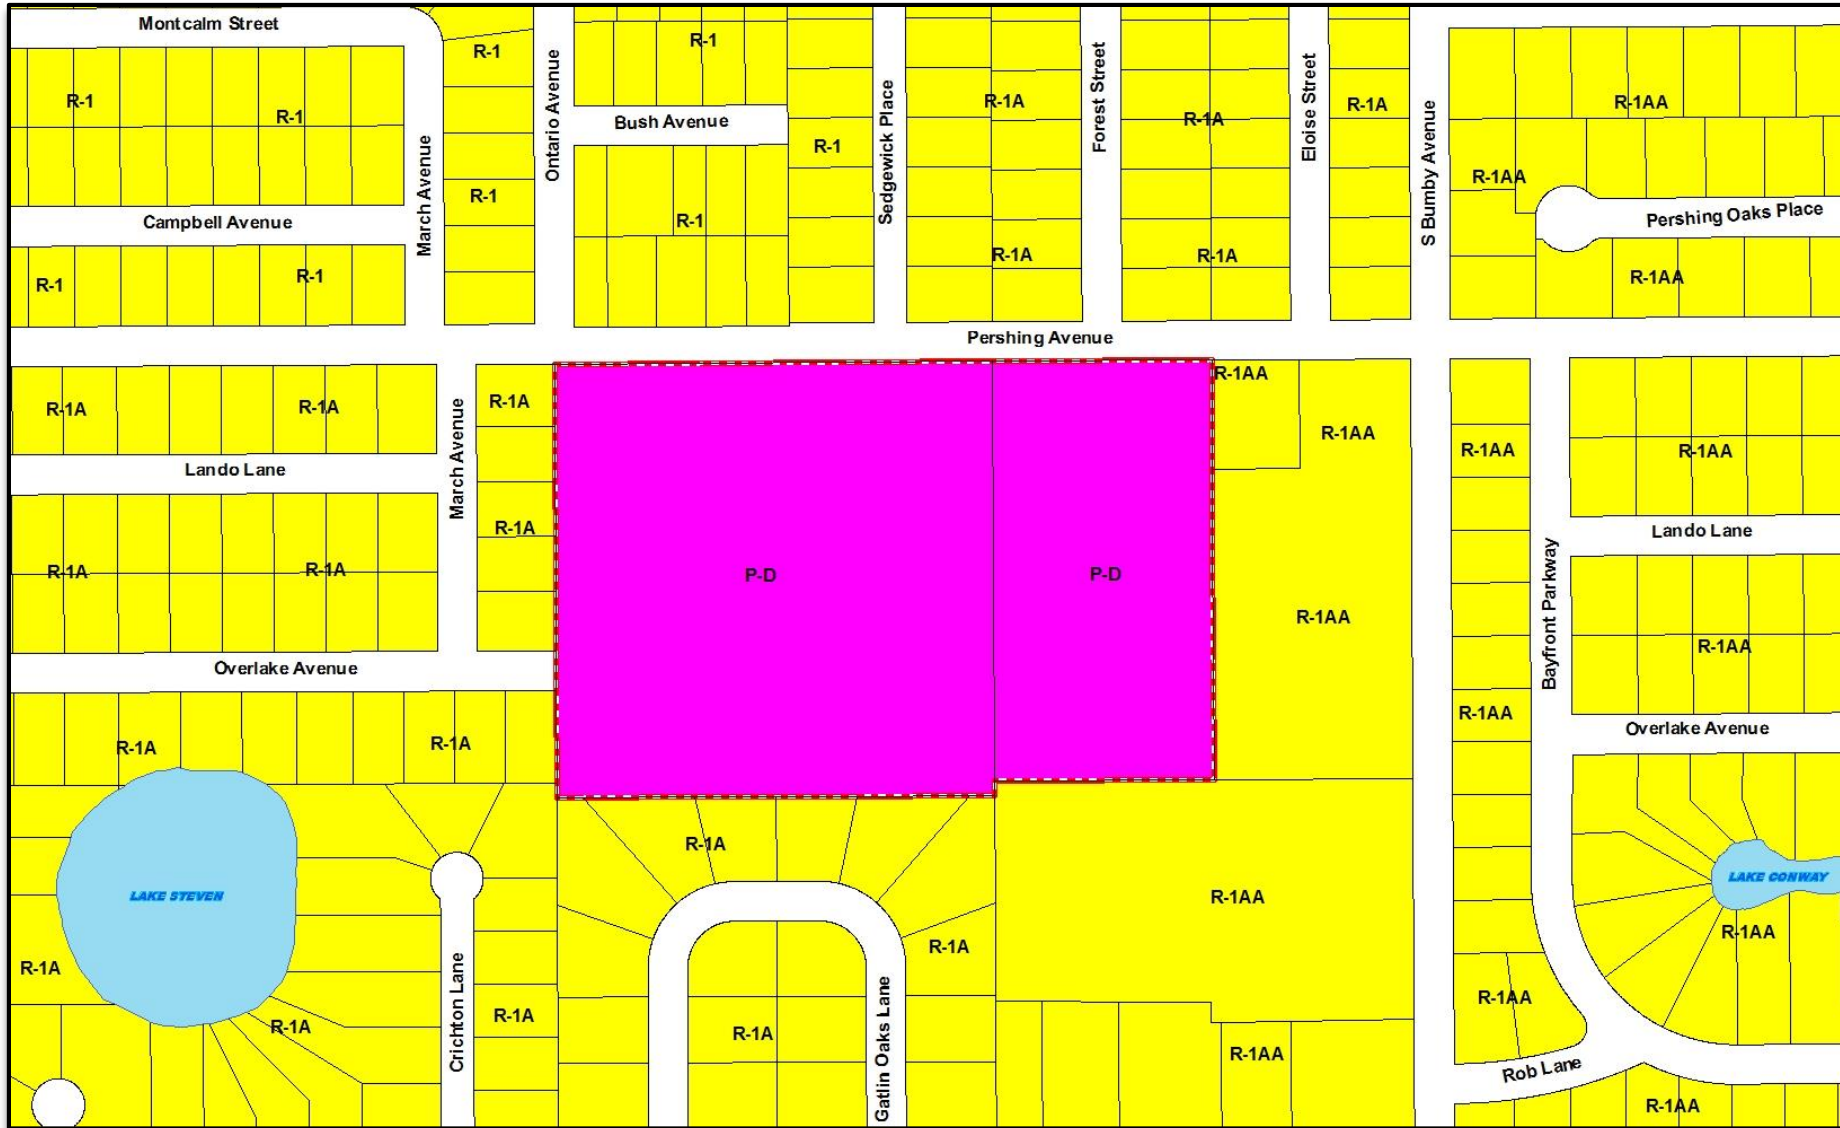 Montcalm Street
R-1
R-1
R-1
R-1
Ontario Avenue
Bush Avenue
R-1
Sedgewick Place
R-1A
Forest Street
R-1A
Eloise Street
R-1A
S Bumby Avenue
R-1AA
R-1AA
Pershing Oaks Place
March Avenue
R-1
R-1
Campbell Avenue
R-1
R-1
R-1A
R-1A
R-1AA
Pershing Avenue
R-1A
R-1A
R-1A
R-1AA
R-1AA
R-1AA
R-1AA
Lando Lane
March Avenue
R-1A
Lando Lane
R-1A
R-1A
P-D
P-D
R-1AA
Bayfront Parkway
R-1AA
Overlake Avenue
R-1A
R-1A
R-1AA
Overlake Avenue
R-1A
LAKE STEVEN
R-1AA
LAKE CONWAY
R-1AA
R-1A
R-1A
R-1A
Crichton Lane
R-1A
R-1A
Gatlin Oaks Lane
R-1AA
R-1AA
Rob Lane
R-1AA